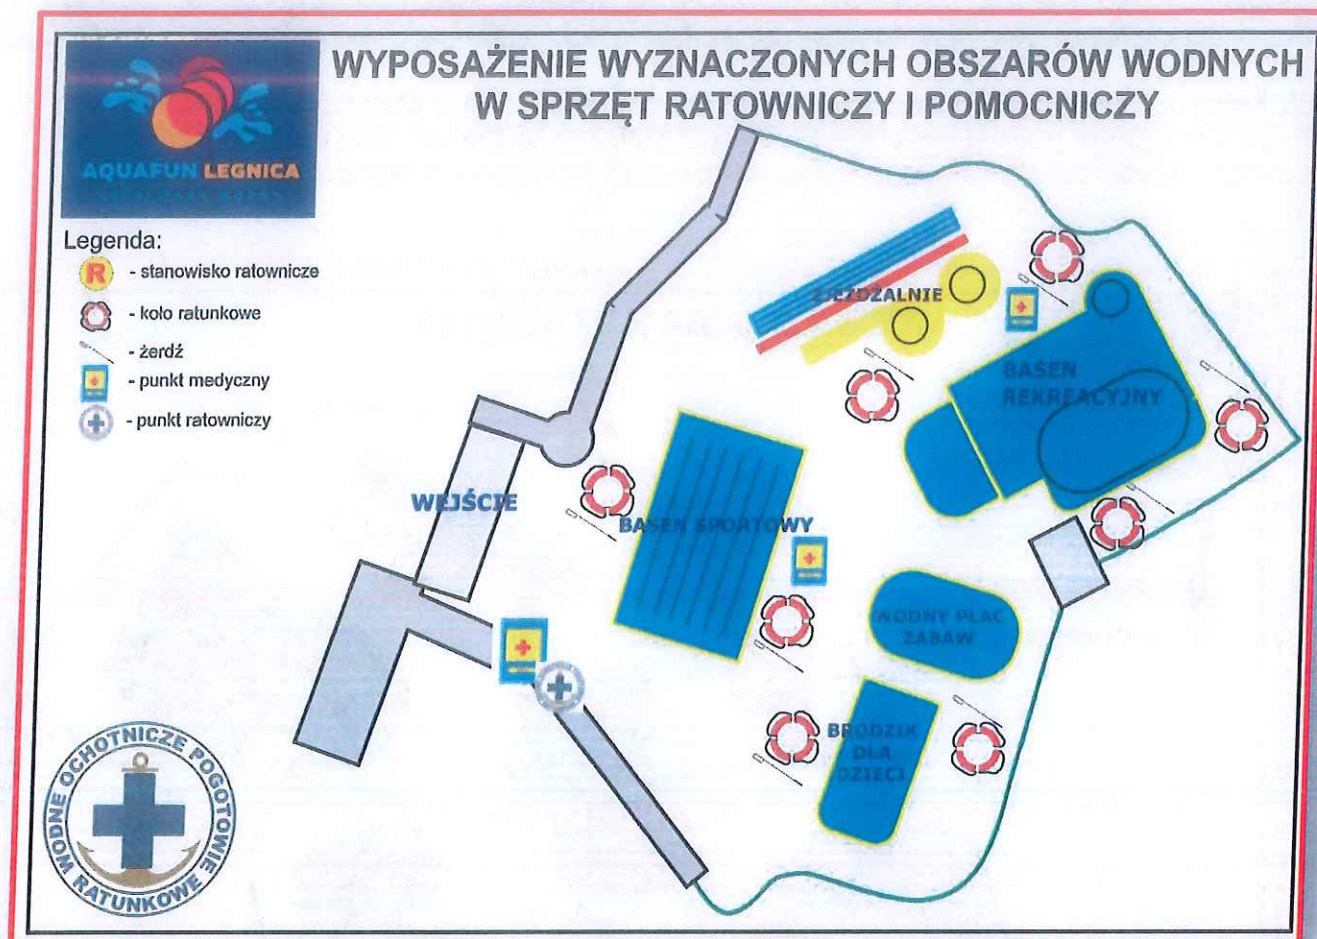 WYPOSAŻENIE WYZNACZONYCH OBSZARÓW WODNYCH
W SPRZĘT RATOWNICZY I POMOCNICZY
AQUAFUN LEGNICA
Legenda:
R - stanowisko ratownicze
- koło ratunkowe
- żerdź
- punkt medyczny
- punkt ratowniczy
ZJEŻDŻALNIE
BASEN
REKREACYJNY
WEJŚCIE
BASEN SPORTOWY
WODNY PLAC
ZABAW
BRODZIK
DLA
DZIECI
WODNE OCHOTNICZE POGOTOWIE RATUNKOWE